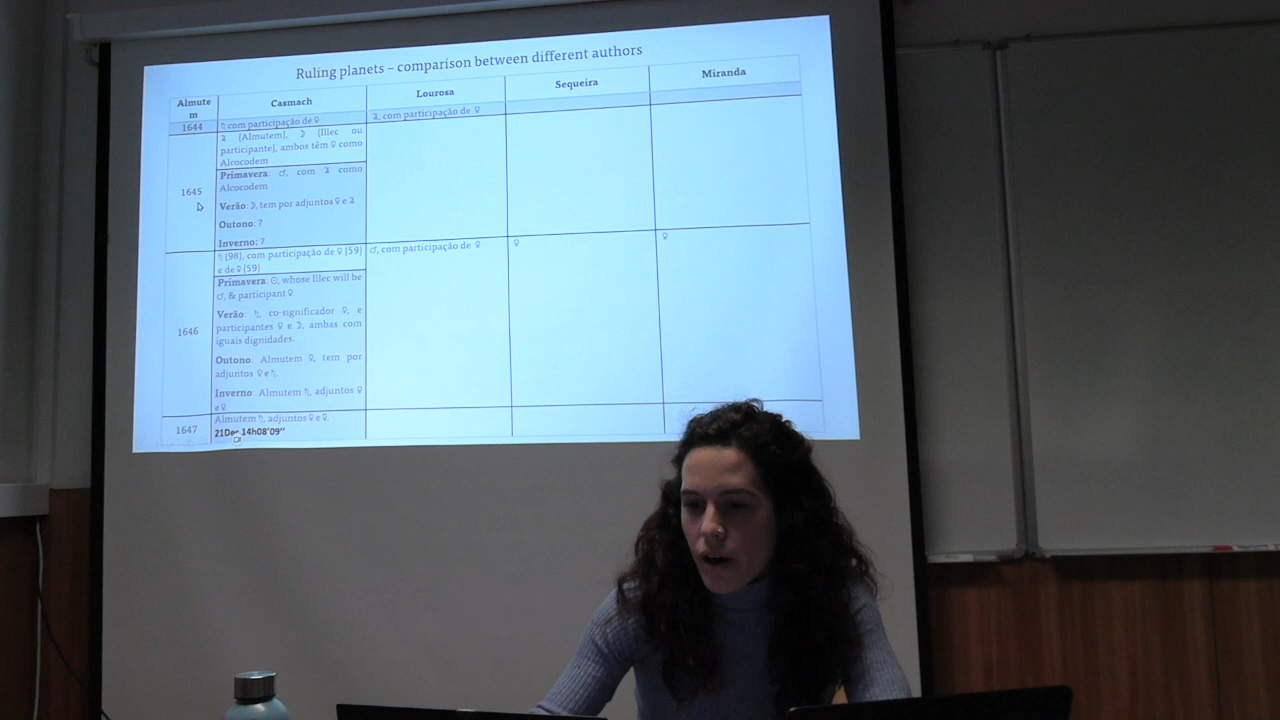 Ruling planets – comparison between different authors
Almute
m
Casmach
Lourosa
Sequeira
Miranda
1644
♄ com participação de ♀
♃, com participação de ♀
1645
♃ (Almutem), ☽ (Illec ou
participante), ambos têm ♀ como
Alcocodem
Primavera: ♂, com ♃ como
Alcocodem
Verão: ☽, tem por adjuntos ♀ e ♃
Outono: ?
Inverno: ?
1646
♄ (98), com participação de ♀ (59)
e de ☿ (59)
♂, com participação de ♀
♀
♀
Primavera: ☉, whose Illec will be
♂, & participant ♀
Verão: ♄, co-significador ☿, e
participantes ♀ e ☽, ambas com
iguais dignidades.
Outono: Almutem ☿, tem por
adjuntos ♀ e ♄.
Inverno: Almutem ♄, adjuntos ♀
e ☿.
1647
Almutem ♄, adjuntos ♀ e ☿.
21Dec 14h08'09''